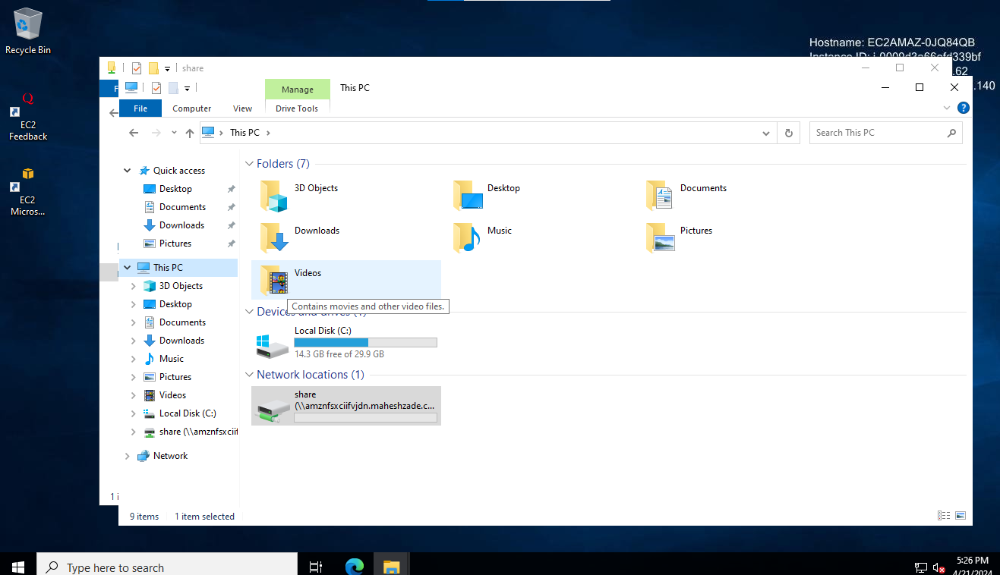 Recycle Bin
EC2
Feedback
EC2
Micros...
Hostname: EC2AMAZ-0JQ84QB
Instance ID: i-0009d3a66efd339bf
.62
.140
share
F
Manage
This PC
File
Computer
View
Drive Tools
This PC
Search This PC
Quick access
Desktop
Documents
Downloads
Pictures
This PC
3D Objects
Desktop
Documents
Downloads
Music
Pictures
Videos
Local Disk (C:)
share (\\amznfsxciif
Network
Folders (7)
3D Objects
Desktop
Documents
Downloads
Music
Pictures
Videos
Contains movies and other video files.
Devices and drives (1)
Local Disk (C:)
14.3 GB free of 29.9 GB
Network locations (1)
share
(\\amznfsxciifvjdn.maheshzade.c...
1 i
9 items
1 item selected
Type here to search
5:26 PM
4/21/2024